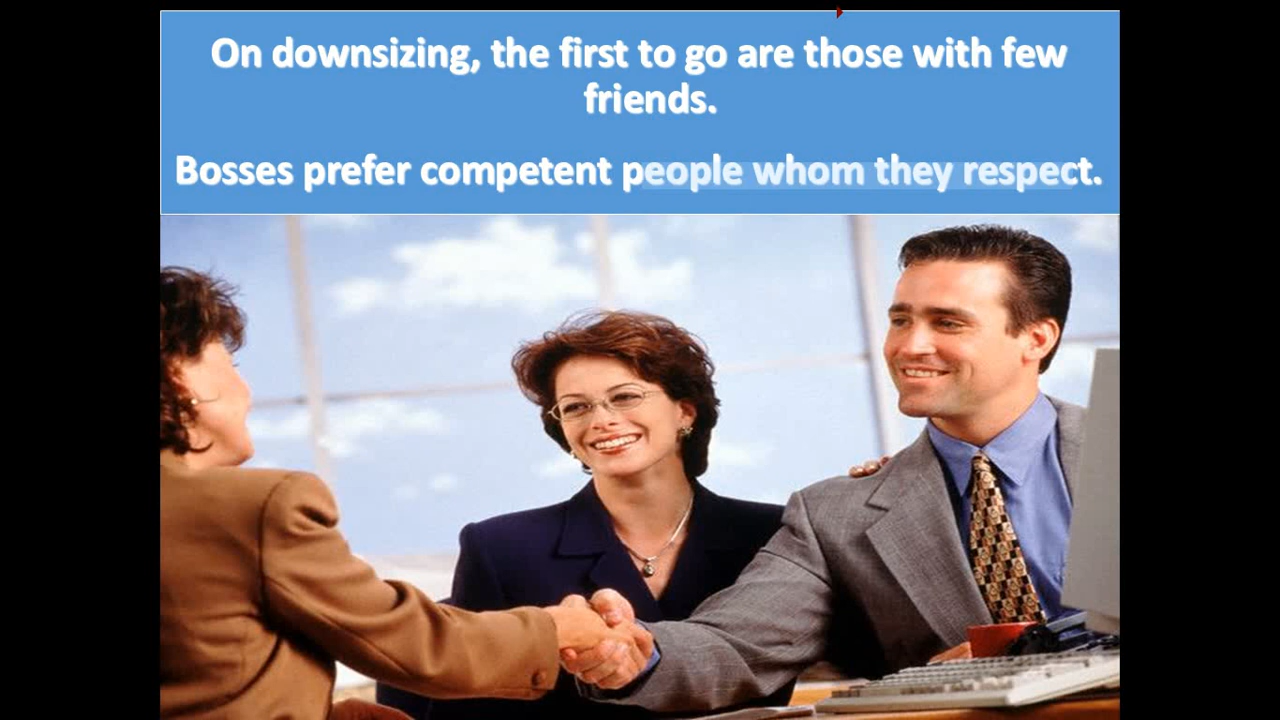 On downsizing, the first to go are those with few
friends.
Bosses prefer competent people whom they respect.